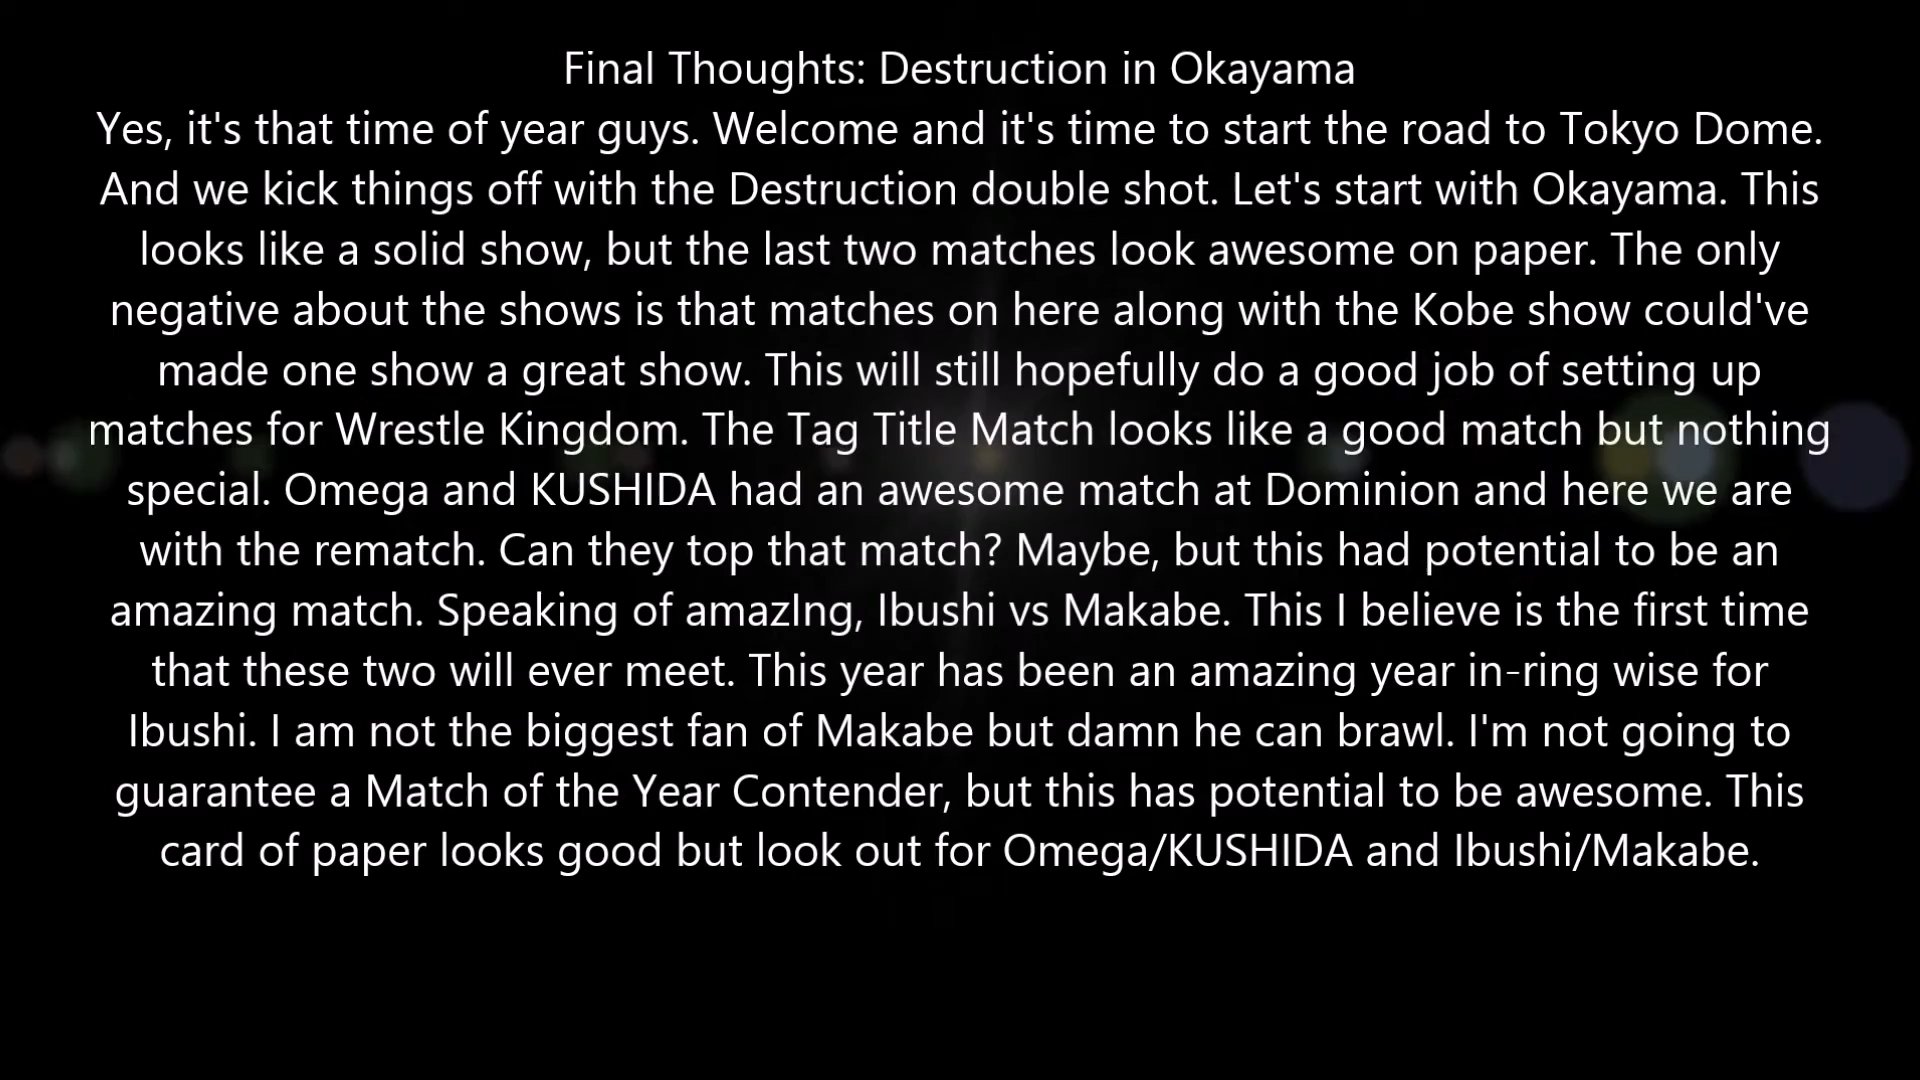 Final Thoughts: Destruction in Okayama
Yes, it's that time of year guys. Welcome and it's time to start the road to Tokyo Dome.
And we kick things off with the Destruction double shot. Let's start with Okayama. This
looks like a solid show, but the last two matches look awesome on paper. The only
negative about the shows is that matches on here along with the Kobe show could've
made one show a great show. This will still hopefully do a good job of setting up
matches for Wrestle Kingdom. The Tag Title Match looks like a good match but nothing
special. Omega and KUSHIDA had an awesome match at Dominion and here we are
with the rematch. Can they top that match? Maybe, but this had potential to be an
amazing match. Speaking of amazIng, Ibushi vs Makabe. This I believe is the first time
that these two will ever meet. This year has been an amazing year in-ring wise for
Ibushi. I am not the biggest fan of Makabe but damn he can brawl. I'm not going to
guarantee a Match of the Year Contender, but this has potential to be awesome. This
card of paper looks good but look out for Omega/KUSHIDA and Ibushi/Makabe.